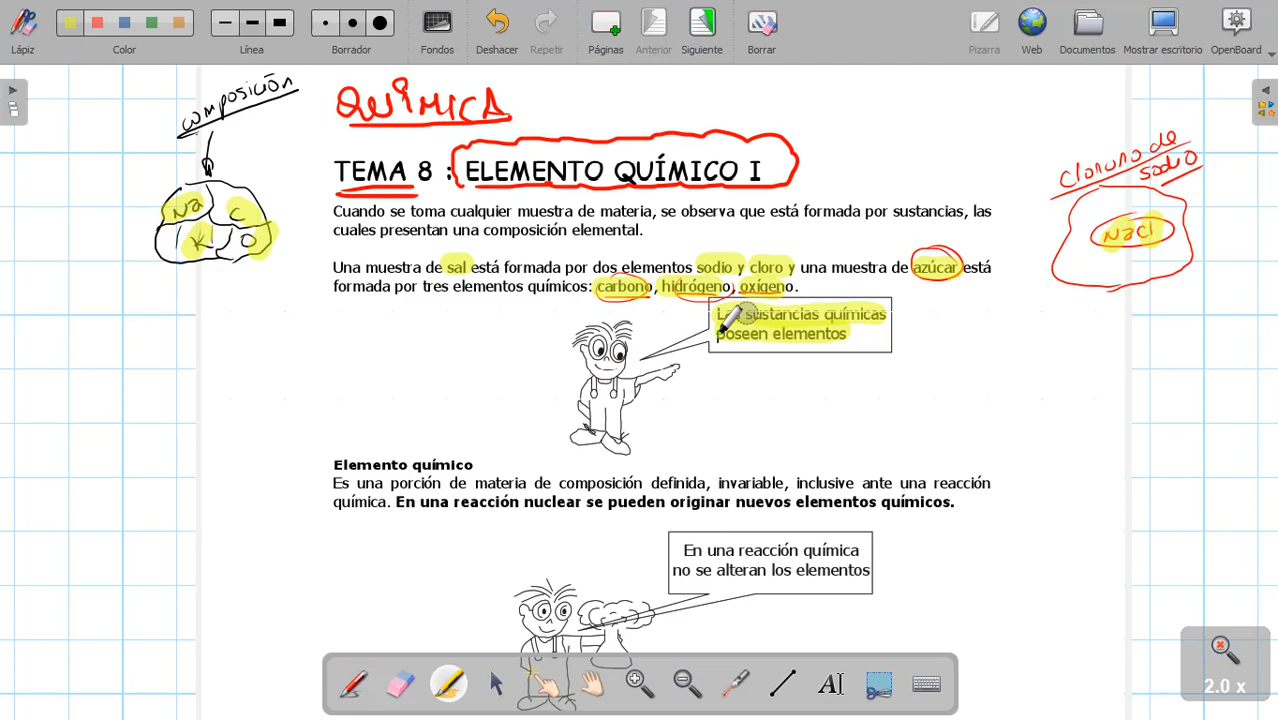 Lápiz
Color
Línea
Borrador
Fondos
Deshacer
Repetir
Páginas
Anterior
Siguiente
Borrar
Pizarra
Web
Documentos
Mostrar escritorio
OpenBoard
composición
Na
C
K
O
QUÍMICA
TEMA 8 : ELEMENTO QUÍMICO I
Cuando se toma cualquier muestra de materia, se observa que está formada por sustancias, las
cuales presentan una composición elemental.
Una muestra de sal está formada por dos elementos sodio y cloro y una muestra de azúcar está
formada por tres elementos químicos: carbono, hidrógeno, oxígeno.
Las sustancias químicas
poseen elementos
cloruro de
sodio
NaCl
Elemento químico
Es una porción de materia de composición definida, invariable, inclusive ante una reacción
química. En una reacción nuclear se pueden originar nuevos elementos químicos.
En una reacción química
no se alteran los elementos
AI
2.0 x